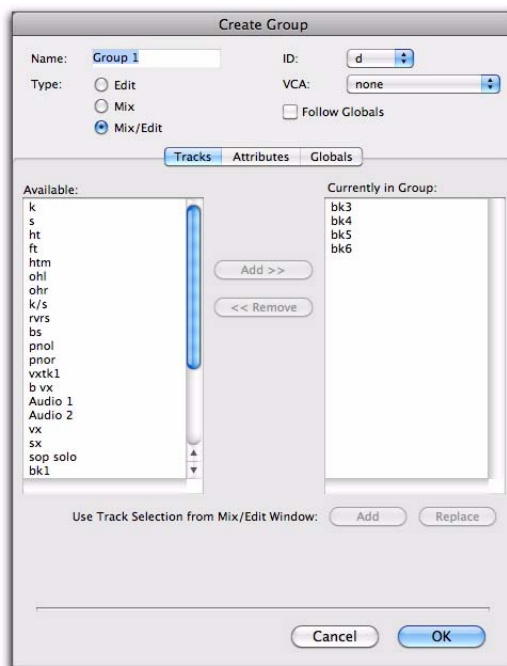 Create Group
Name: Group 1
ID: d
Type: Edit
VCA: none
Mix
Follow Globals
Mix/Edit
Tracks Attributes Globals
Available:
Currently in Group:
k
s
ht
ft
htm
ohl
ohr
k/s
rvrs
bs
pnol
pnor
vxtk1
b vx
Audio 1
Audio 2
vx
sx
sop solo
bk1
Add >>
<< Remove
bk3
bk4
bk5
bk6
Use Track Selection from Mix/Edit Window: Add Replace
Cancel OK